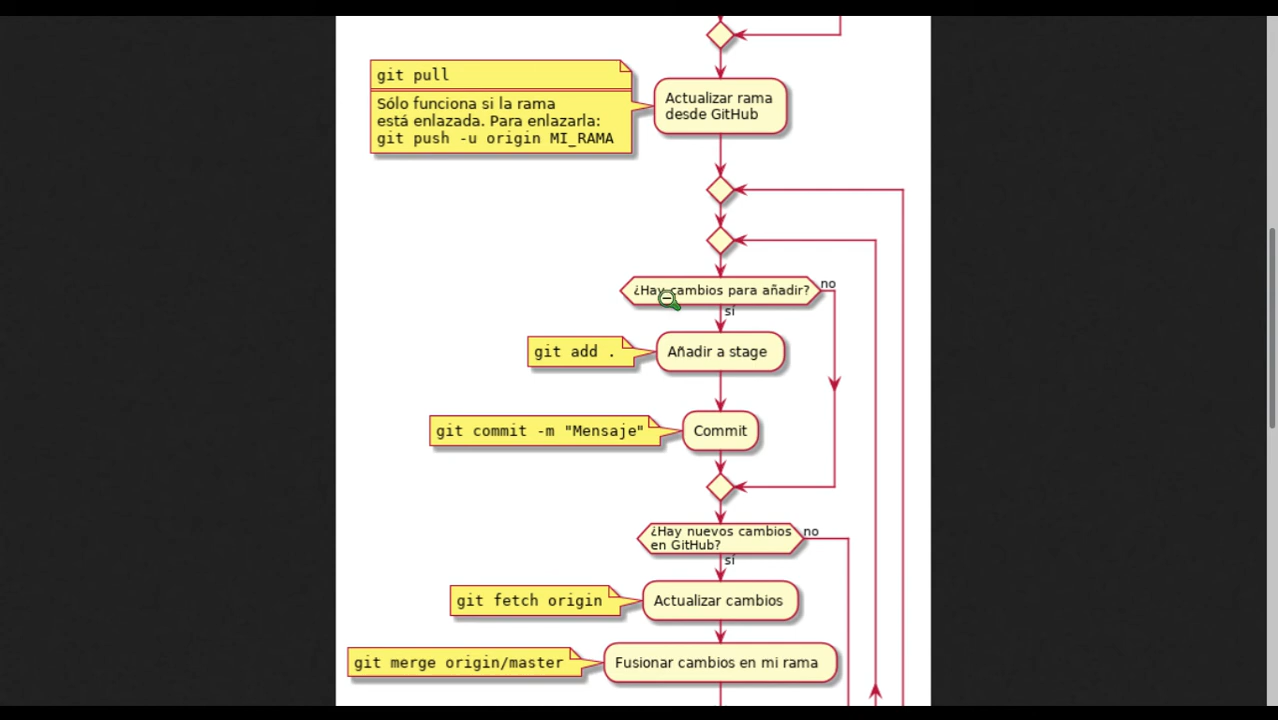 git pull
Sólo funciona si la rama
está enlazada. Para enlazarla:
git push -u origin MI_RAMA
Actualizar rama
desde GitHub
¿Hay cambios para añadir?
no
sí
git add .
Añadir a stage
git commit -m "Mensaje"
Commit
¿Hay nuevos cambios
en GitHub?
no
sí
git fetch origin
Actualizar cambios
git merge origin/master
Fusionar cambios en mi rama